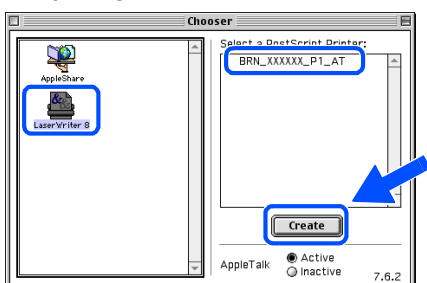 Chooser
AppleShare
LaserWriter 8
Select a PostScript Printer:
BRN_XXXXXX_P1_AT
Create
AppleTalk
Active
Inactive
7.6.2